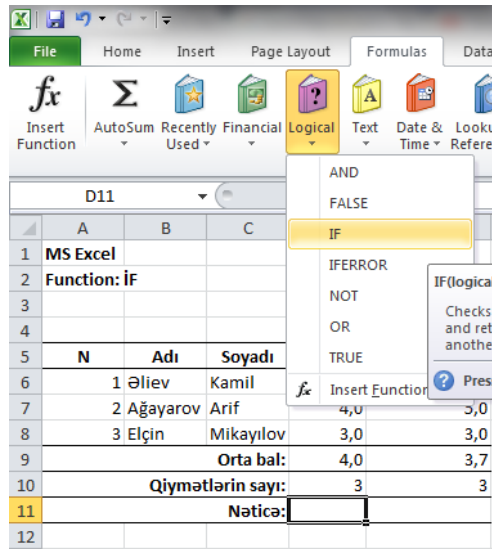 File Home Insert Page Layout Formulas Data
fx Σ ? A
Insert Function AutoSum Recently Used Financial Logical Text Date & Time
D11
AND
FALSE
IF
IFERROR
NOT
OR
TRUE
fx Insert Function
IF(logica
Checks
and ret
anothe
? Pres
A B C
1 MS Excel
2 Function: İF
3
4
5 N Adı Soyadı
6 1 Əliev Kamil
7 2 Ağayarov Arif 4,0 5,0
8 3 Elçin Mikayılov 3,0 3,0
9 Orta bal: 4,0 3,7
10 Qiymətlərin sayı: 3 3
11 Nəticə:
12